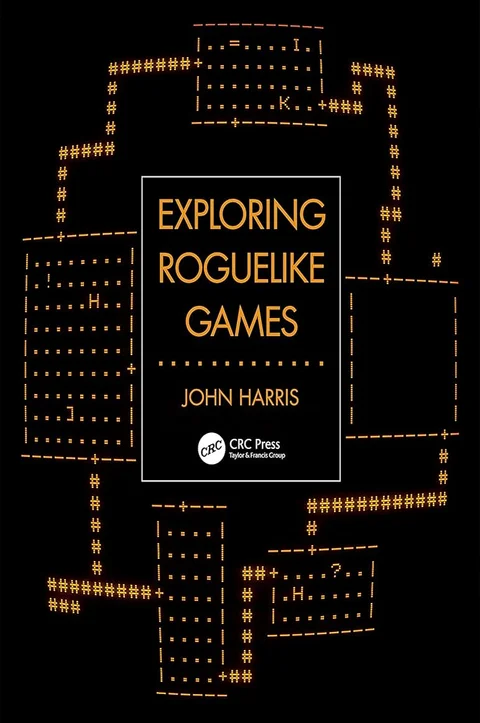 EXPLORING
ROGUELIKE
GAMES
JOHN HARRIS
CRC
CRC Press
Taylor & Francis Group